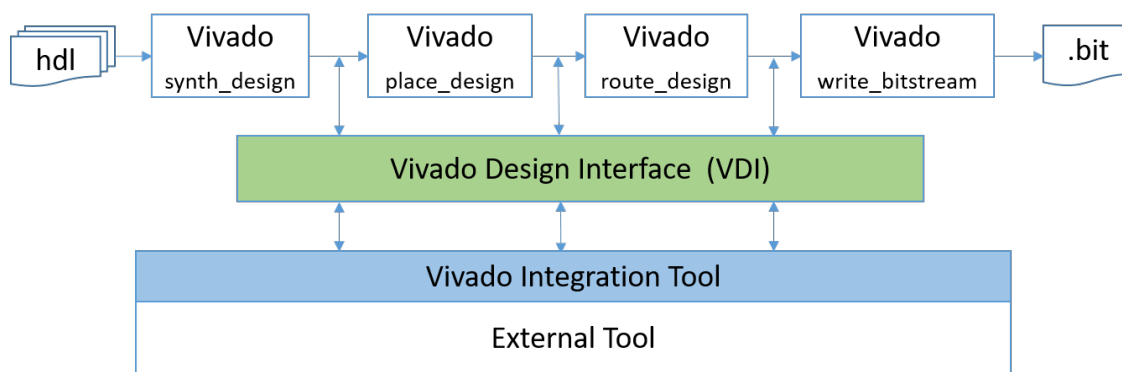 hdl
Vivado
synth_design
Vivado
place_design
Vivado
route_design
Vivado
write_bitstream
.bit
Vivado Design Interface (VDI)
Vivado Integration Tool
External Tool